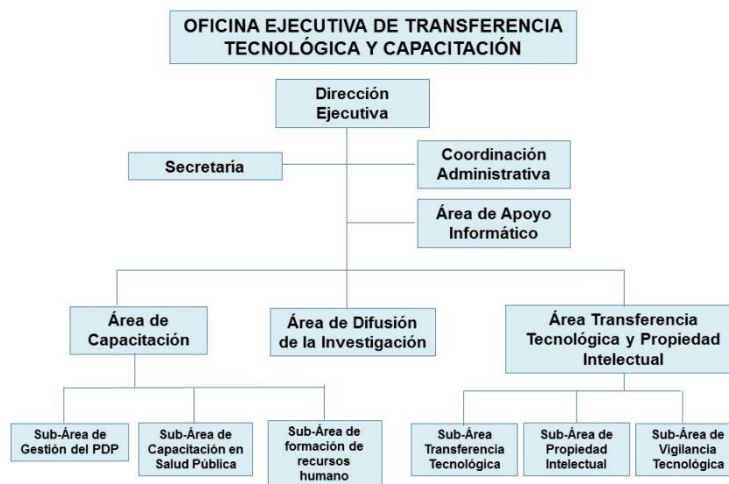 OFICINA EJECUTIVA DE TRANSFERENCIA
TECNOLÓGICA Y CAPACITACIÓN
Dirección
Ejecutiva
Secretaría
Coordinación
Administrativa
Área de Apoyo
Informático
Área de
Capacitación
Área de Difusión
de la Investigación
Área Transferencia
Tecnológica y Propiedad
Intelectual
Sub-Área de
Gestión del PDP
Sub-Área de
Capacitación en
Salud Pública
Sub-Área de
formación de
recursos
humano
Sub-Área
Transferencia
Tecnológica
Sub-Área de
Propiedad
Intelectual
Sub-Área de
Vigilancia
Tecnológica